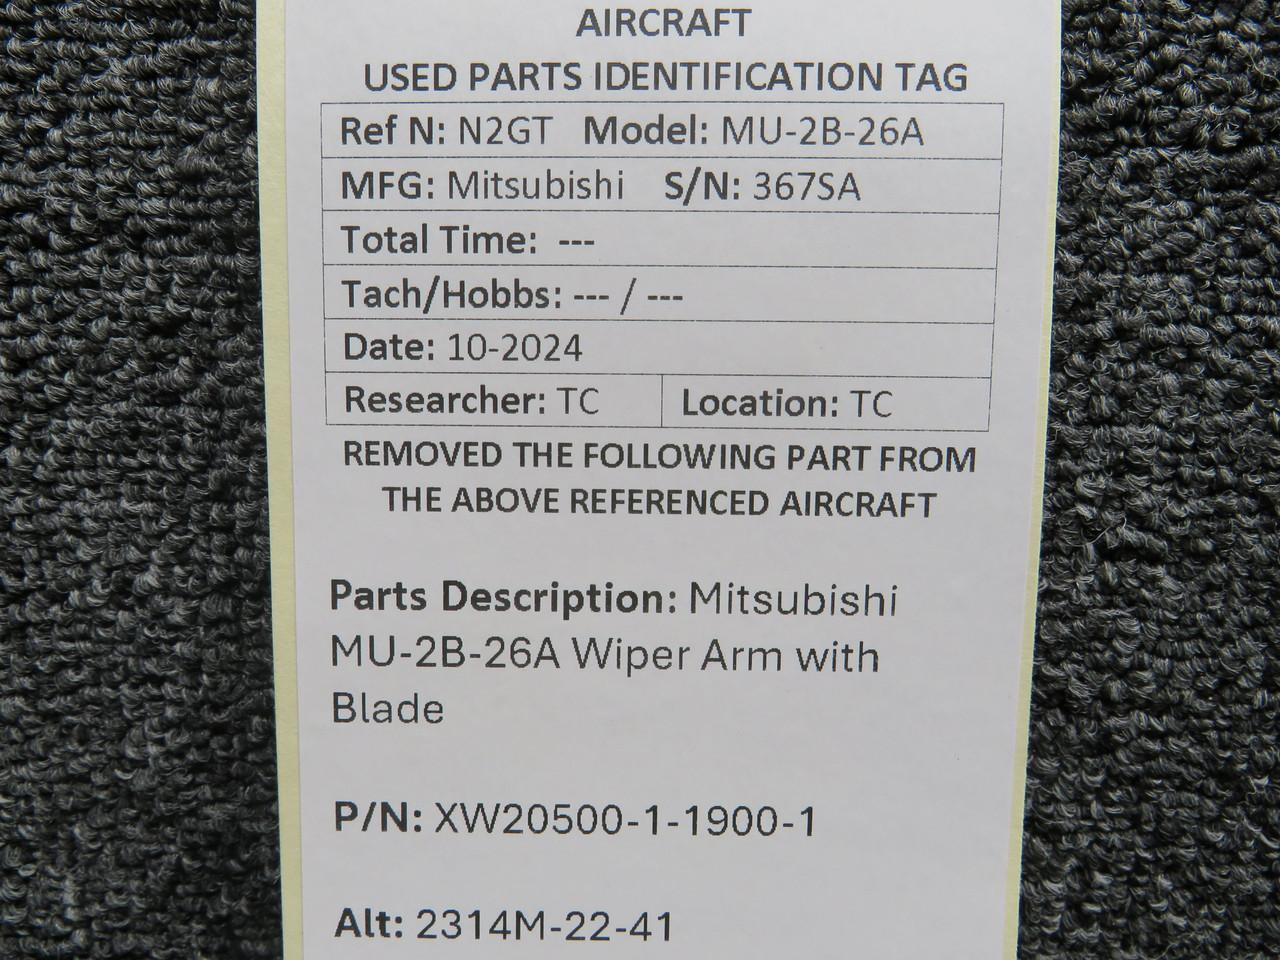 AIRCRAFT
USED PARTS IDENTIFICATION TAG
Ref N: N2GT Model: MU-2B-26A
MFG: Mitsubishi S/N: 367SA
Total Time: ---
Tach/Hobbs: --- / ---
Date: 10-2024
Researcher: TC Location: TC
REMOVED THE FOLLOWING PART FROM
THE ABOVE REFERENCED AIRCRAFT
Parts Description: Mitsubishi
MU-2B-26A Wiper Arm with
Blade
P/N: XW20500-1-1900-1
Alt: 2314M-22-41